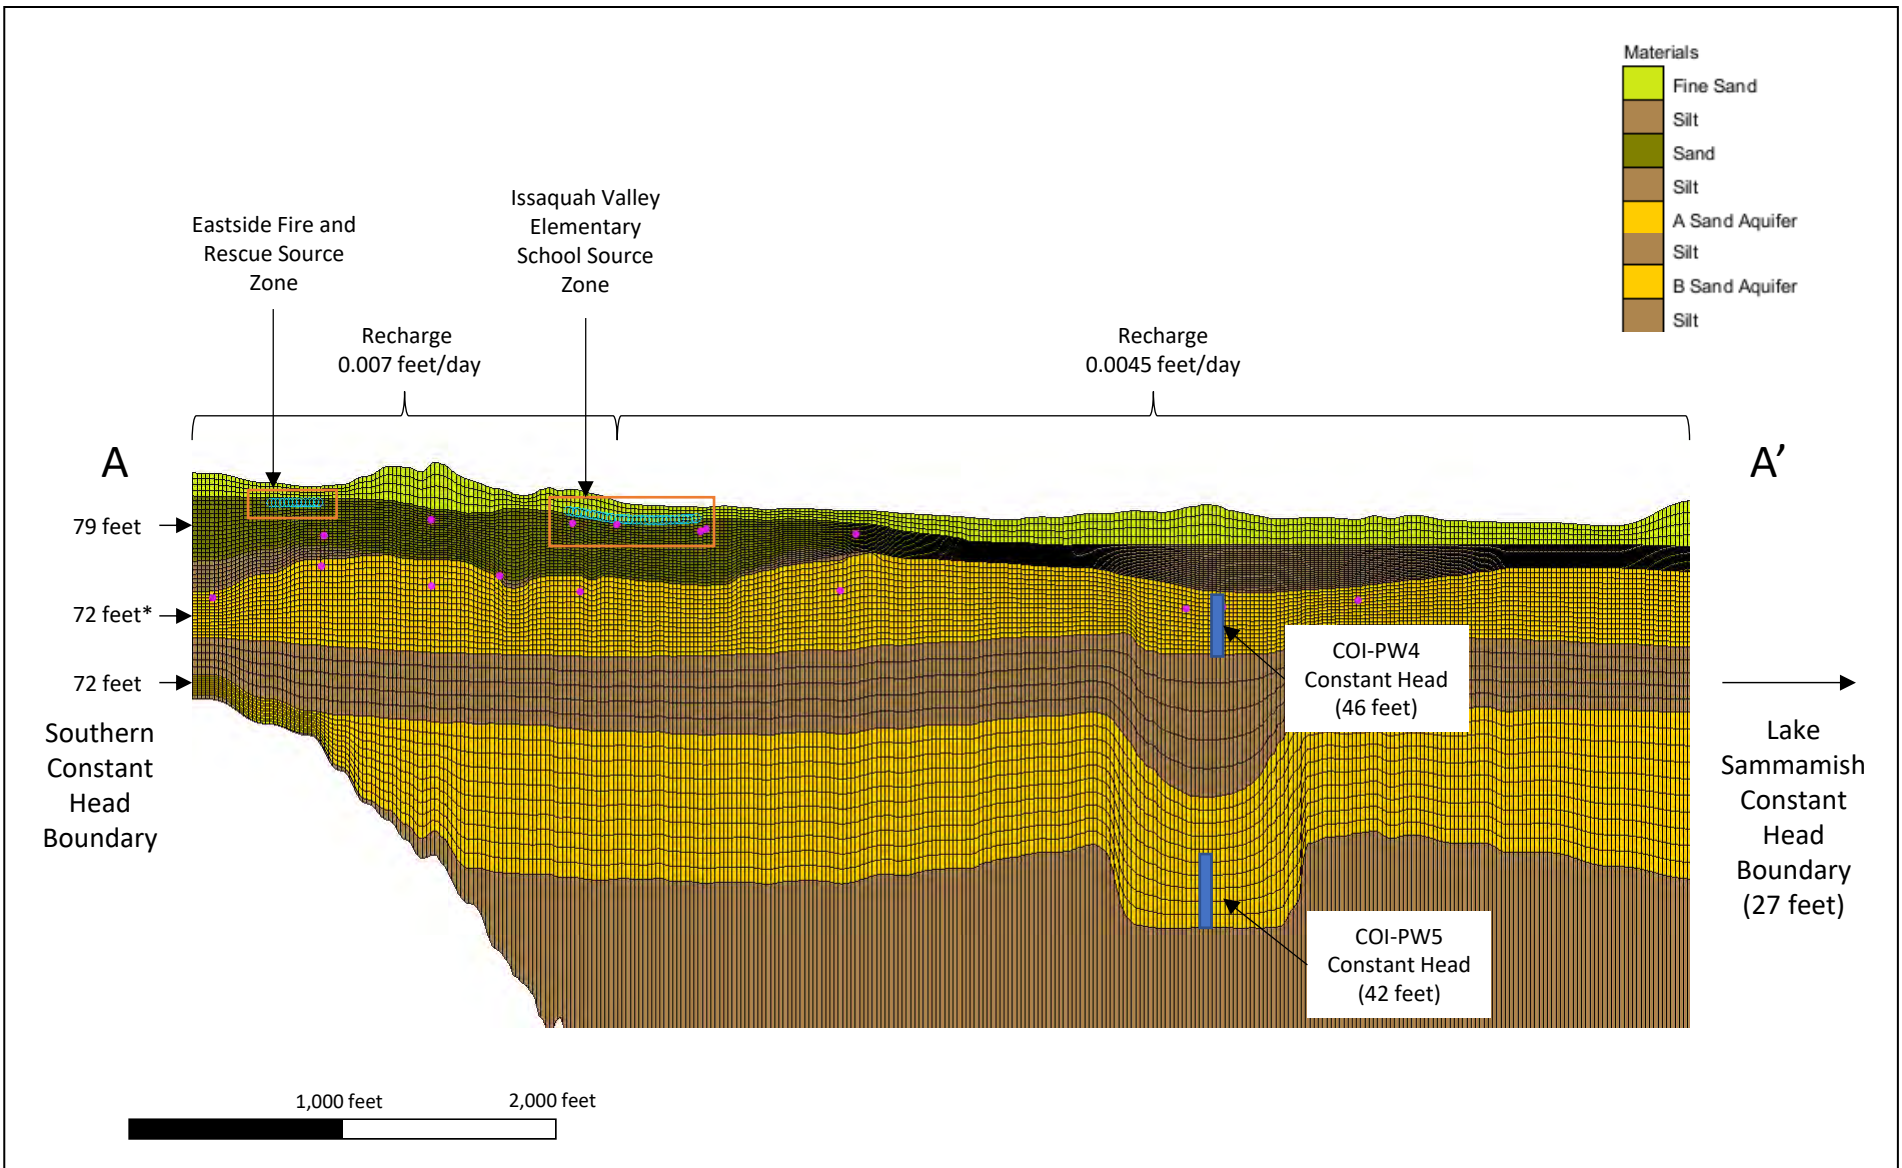 Materials
Fine Sand
Silt
Sand
Silt
A Sand Aquifer
Silt
B Sand Aquifer
Silt
Eastside Fire and
Rescue Source
Zone
Issaquah Valley
Elementary
School Source
Zone
Recharge
0.007 feet/day
Recharge
0.0045 feet/day
A
A’
79 feet
72 feet*
72 feet
Southern
Constant
Head
Boundary
COI-PW4
Constant Head
(46 feet)
COI-PW5
Constant Head
(42 feet)
Lake
Sammamish
Constant
Head
Boundary
(27 feet)
1,000 feet
2,000 feet